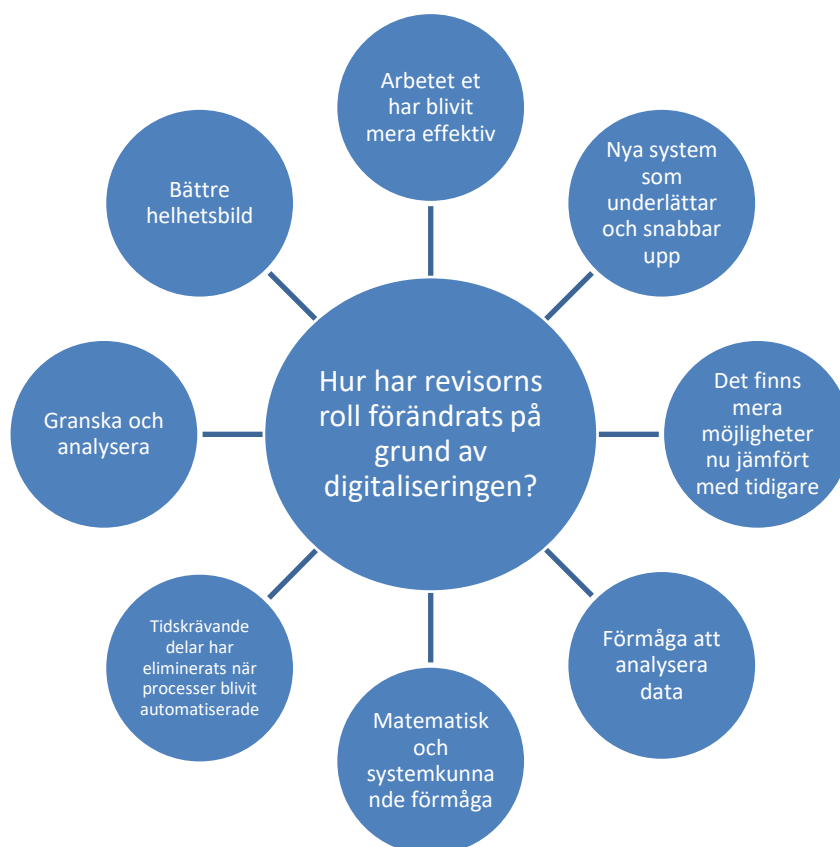 Arbetet et
har blivit
mera effektiv
Nya system
som
underlättar
och snabbar
upp
Det finns
mera
möjligheter
nu jämfört
med tidigare
Förmåga att
analysera
data
Matematisk
och
systemkunna
nde förmåga
Tidskrävande
delar har
eliminerats när
processer blivit
automatiserade
Granska och
analysera
Bättre
helhetsbild
Hur har revisorns
roll förändrats på
grund av
digitaliseringen?